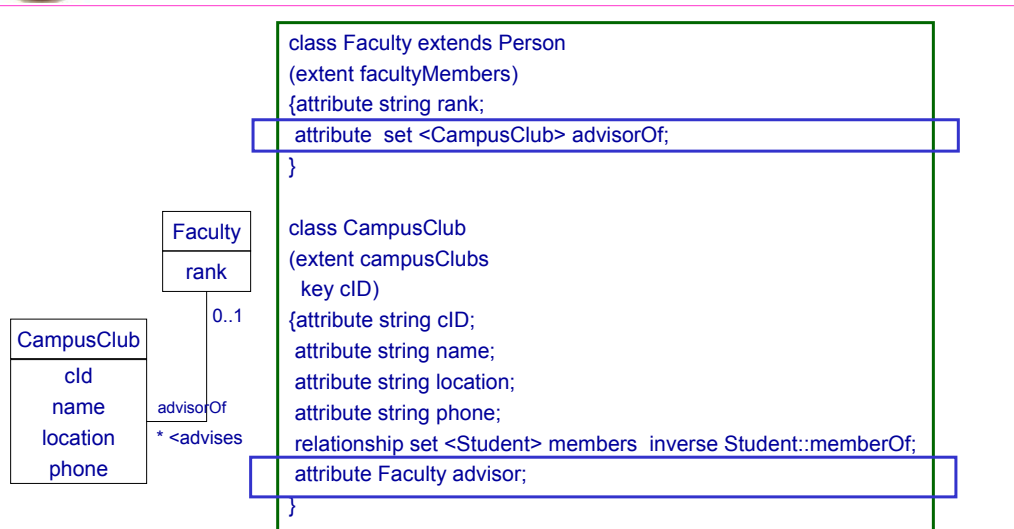 class Faculty extends Person
(extent facultyMembers)
{attribute string rank;
attribute  set <CampusClub> advisorOf;
}
class CampusClub
(extent campusClubs
key cID)
{attribute string cID;
attribute string name;
attribute string location;
attribute string phone;
relationship set <Student> members  inverse Student::memberOf;
attribute Faculty advisor;
}
Faculty
rank
0..1
CampusClub
cId
name
location
phone
advisorOf
* <advises